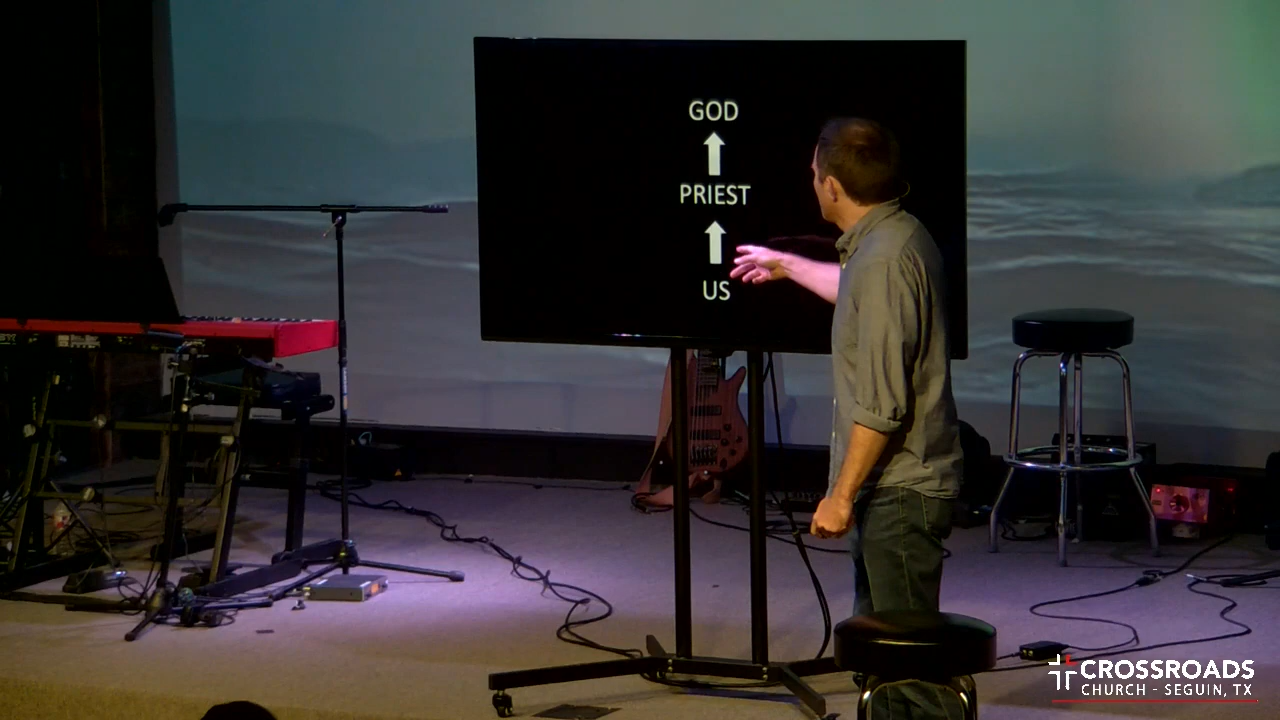 GOD
PRIEST
US
CROSSROADS
CHURCH - SEGUIN, TX